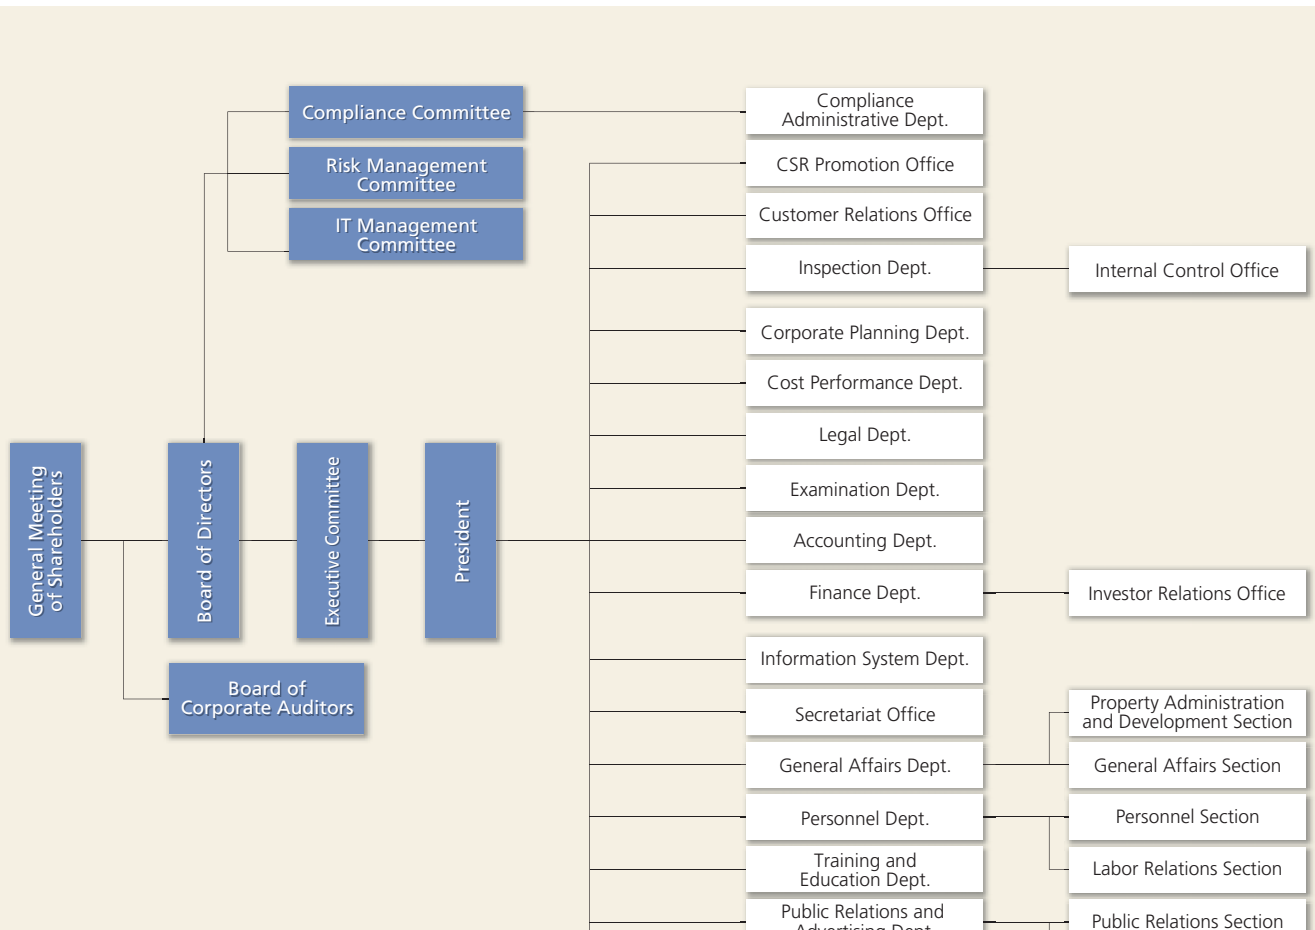 Compliance Committee
Risk Management
Committee
IT Management
Committee
General Meeting
of Shareholders
Board of Directors
Executive Committee
President
Board of
Corporate Auditors
Compliance
Administrative Dept.
CSR Promotion Office
Customer Relations Office
Inspection Dept.
Internal Control Office
Corporate Planning Dept.
Cost Performance Dept.
Legal Dept.
Examination Dept.
Accounting Dept.
Finance Dept.
Investor Relations Office
Information System Dept.
Secretariat Office
General Affairs Dept.
Property Administration
and Development Section
General Affairs Section
Personnel Dept.
Personnel Section
Labor Relations Section
Training and
Education Dept.
Public Relations and
Advertising Dept.
Public Relations Section